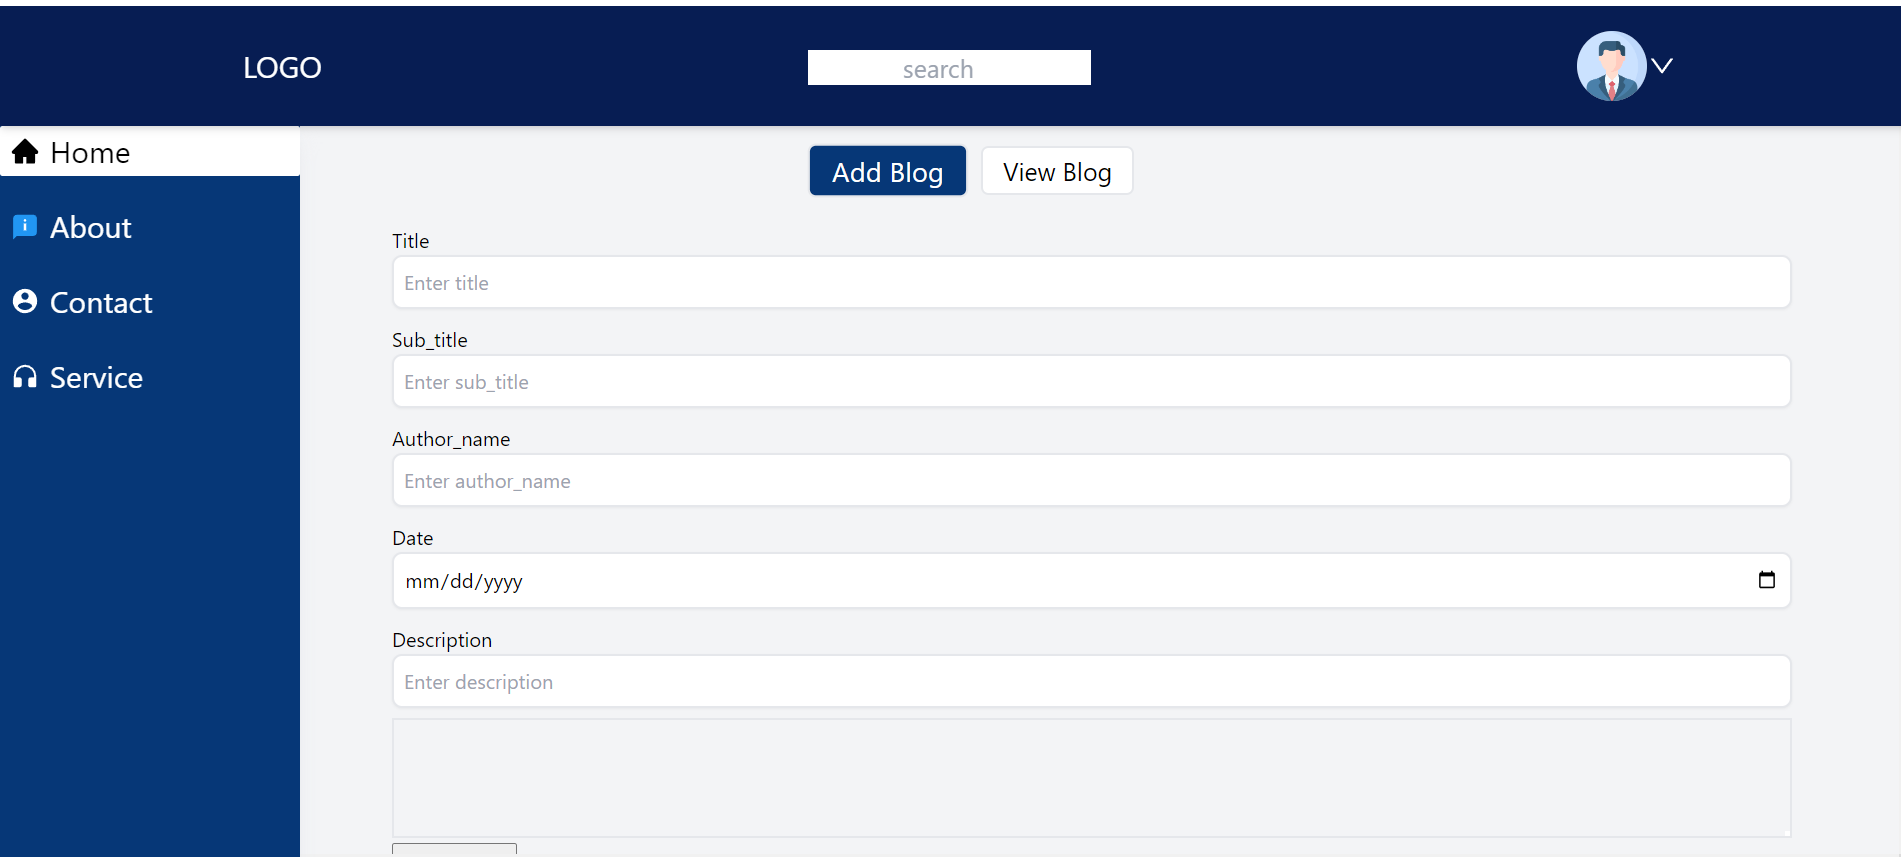 LOGO
search
Home
About
Contact
Service
Add Blog
View Blog
Title
Enter title
Sub_title
Enter sub_title
Author_name
Enter author_name
Date
mm/dd/yyyy
Description
Enter description